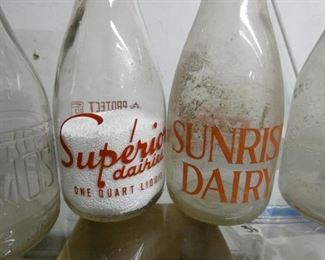 Superior
dairies
ONE QUART LIQUID
SUNRISE
DAIRY
PROTECT